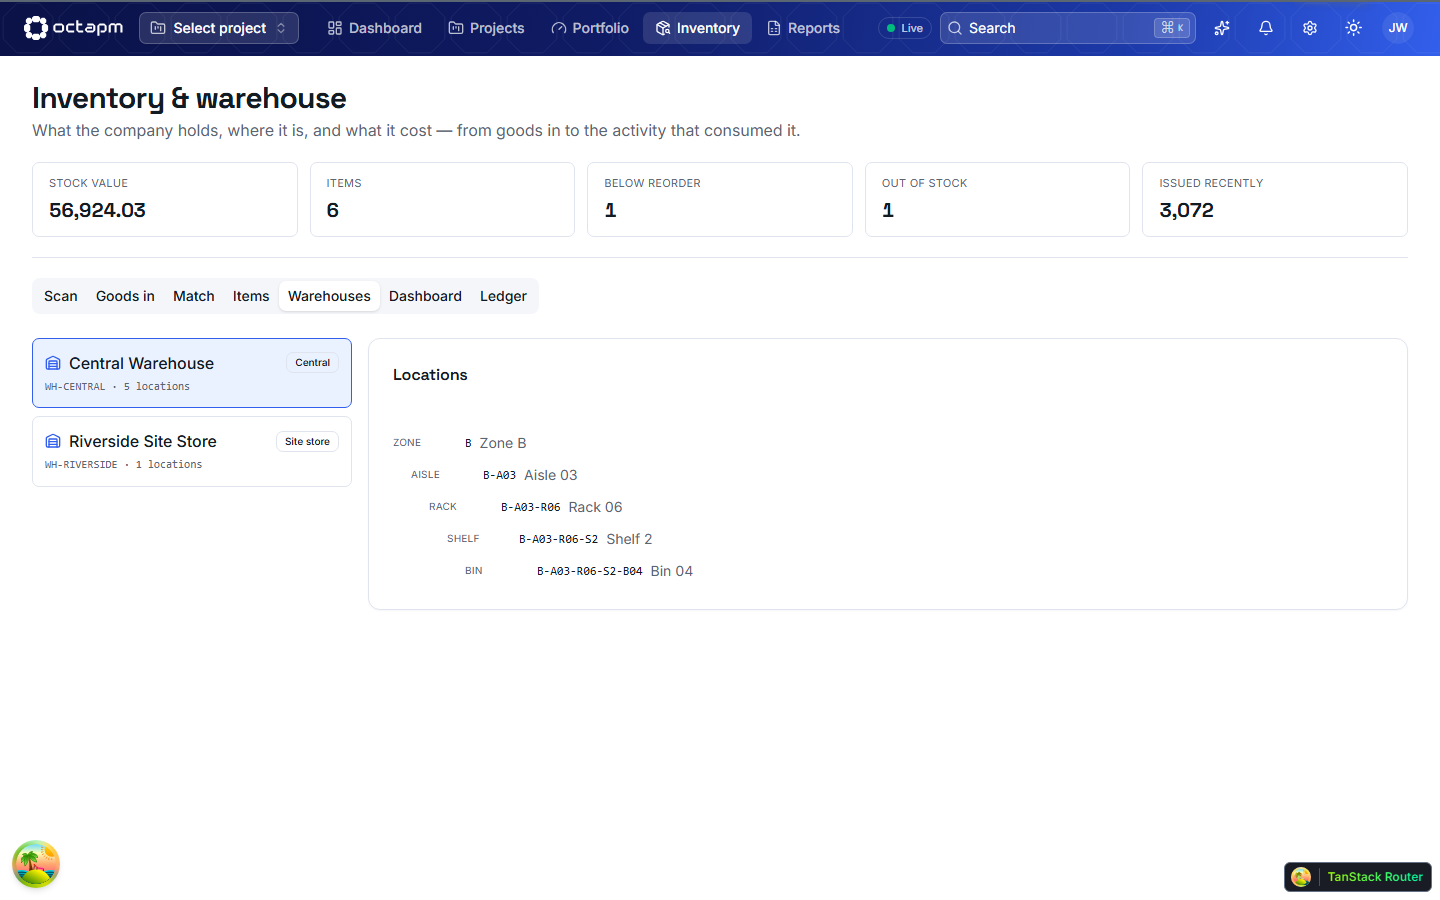 octapm
Select project
Dashboard
Projects
Portfolio
Inventory
Reports
Live
Search
⌘ K
JW
Inventory & warehouse
What the company holds, where it is, and what it cost — from goods in to the activity that consumed it.
STOCK VALUE
56,924.03
ITEMS
6
BELOW REORDER
1
OUT OF STOCK
1
ISSUED RECENTLY
3,072
Scan
Goods in
Match
Items
Warehouses
Dashboard
Ledger
Central Warehouse
Central
WH-CENTRAL · 5 locations
Riverside Site Store
Site store
WH-RIVERSIDE · 1 locations
Locations
ZONE B Zone B
AISLE B-A03 Aisle 03
RACK B-A03-R06 Rack 06
SHELF B-A03-R06-S2 Shelf 2
BIN B-A03-R06-S2-B04 Bin 04
TanStack Router